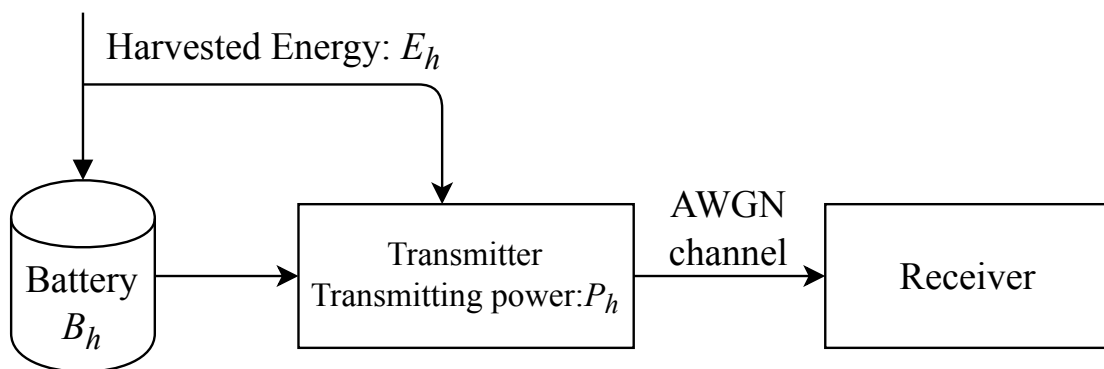 Harvested Energy: E_h
AWGN
channel
Battery
B_h
Transmitter
Transmitting power:P_h
Receiver